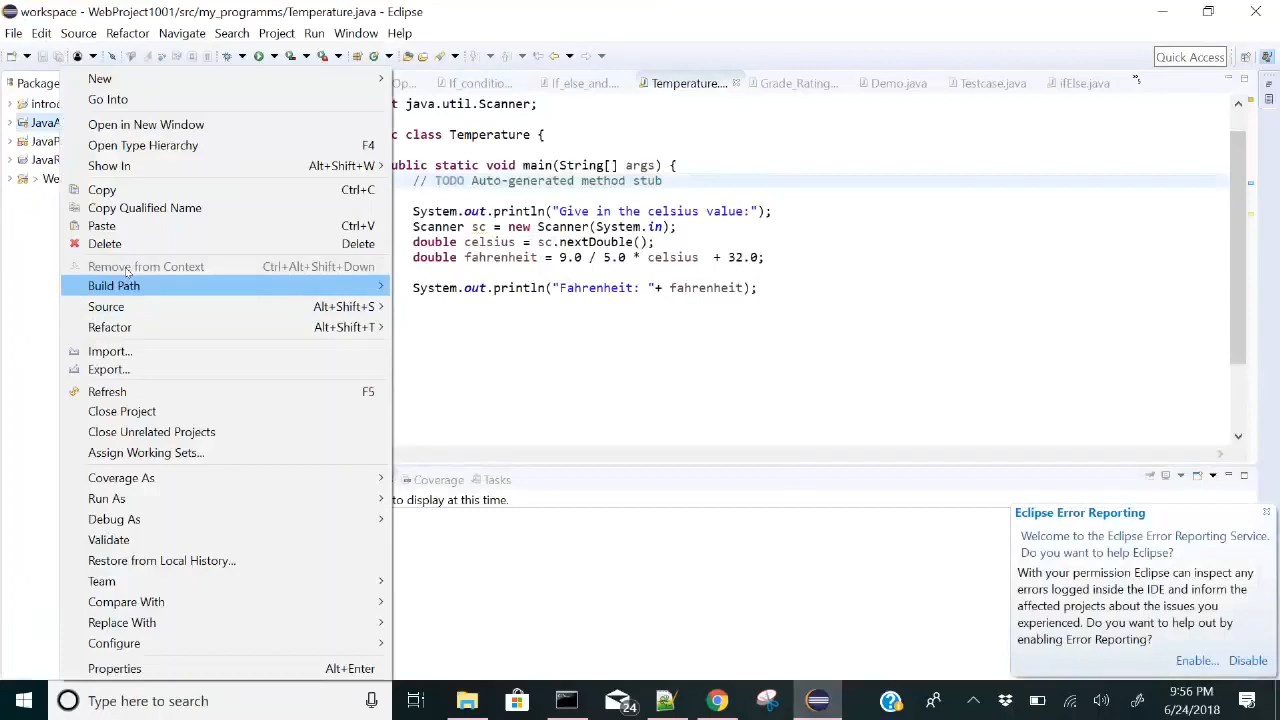 workspace - WebProject1001/src/my_programms/Temperature.java - Eclipse
File Edit Source Refactor Navigate Search Project Run Window Help
Quick Access
Package
Op... If_conditio... If_else_and.... Temperature.... Grade_Rating... Demo.java Testcase.java ifElse.java
introd
JavaA
JavaP
JavaR
> We
New
Go Into
Open in New Window
Open Type Hierarchy F4
Show In Alt+Shift+W
Copy Ctrl+C
Copy Qualified Name
Paste Ctrl+V
Delete Delete
Remove from Context Ctrl+Alt+Shift+Down
Build Path
Source Alt+Shift+S
Refactor Alt+Shift+T
Import...
Export...
Refresh F5
Close Project
Close Unrelated Projects
Assign Working Sets...
Coverage As
Run As
Debug As
Validate
Restore from Local History...
Team
Compare With
Replace With
Configure
Properties Alt+Enter
t java.util.Scanner;
c class Temperature {
ublic static void main(String[] args) {
// TODO Auto-generated method stub
System.out.println("Give in the celsius value:");
Scanner sc = new Scanner(System.in);
double celsius = sc.nextDouble();
double fahrenheit = 9.0 / 5.0 * celsius + 32.0;
System.out.println("Fahrenheit: "+ fahrenheit);
Coverage Tasks
to display at this time.
Eclipse Error Reporting
Welcome to the Eclipse Error Reporting Service.
Do you want to help Eclipse?
With your permission Eclipse can inspect any
errors logged inside the IDE and inform the
affected projects about the issues you
experienced. Do you want to help out by
enabling Error Reporting?
Enable... Disable
Type here to search
24
9:56 PM
6/24/2018